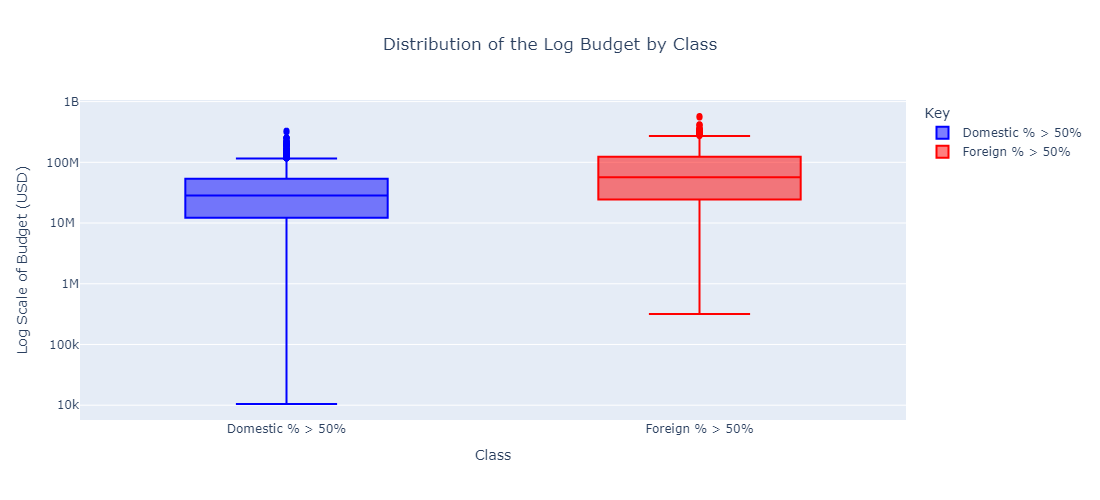 Distribution of the Log Budget by Class
Log Scale of Budget (USD)
1B
100M
10M
1M
100k
10k
Domestic % > 50%
Foreign % > 50%
Class
Key
Domestic % > 50%
Foreign % > 50%